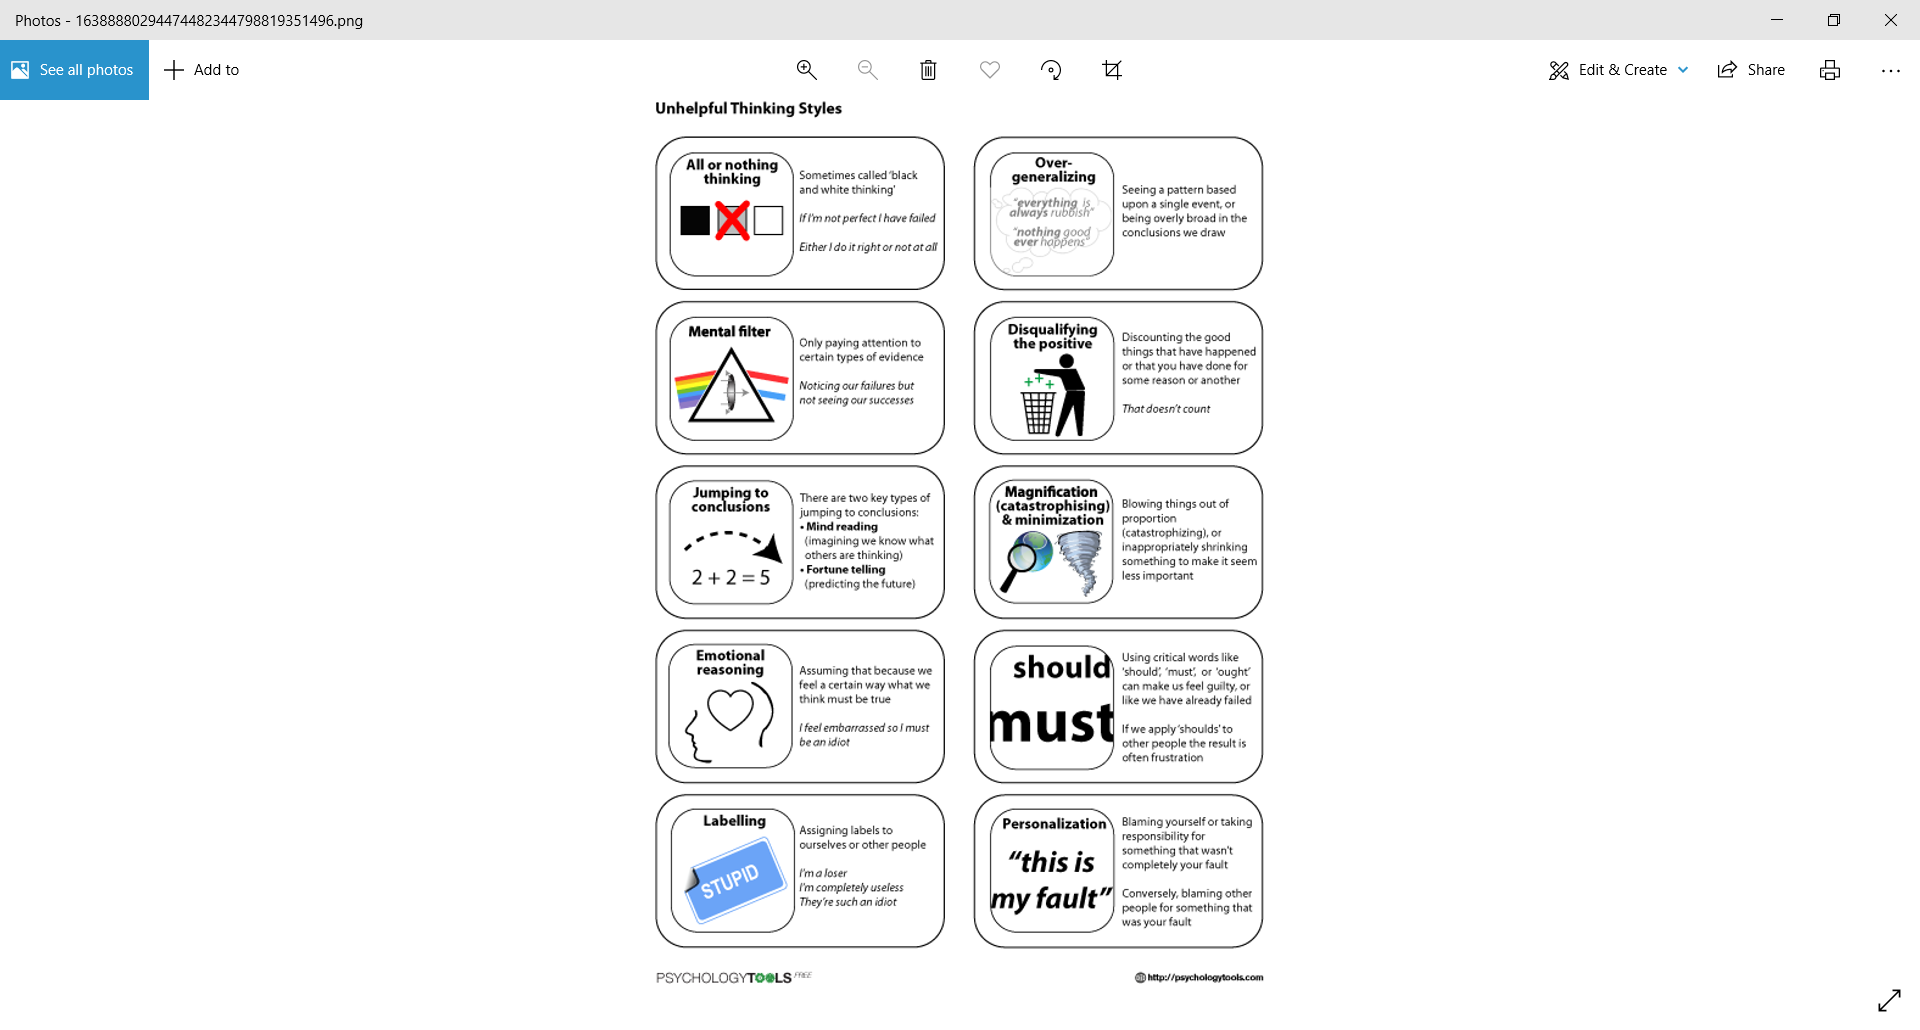 Photos - 16388880294474482344798819351496.png
See all photos
Add to
Edit & Create
Share
Unhelpful Thinking Styles
All or nothing
thinking
Sometimes called 'black
and white thinking'
If I'm not perfect I have failed
Either I do it right or not at all
Over-
generalizing
"everything is
always rubbish"
"nothing good
ever happens"
Seeing a pattern based
upon a single event, or
being overly broad in the
conclusions we draw
Mental filter
Only paying attention to
certain types of evidence
Noticing our failures but
not seeing our successes
Disqualifying
the positive
Discounting the good
things that have happened
or that you have done for
some reason or another
That doesn't count
Jumping to
conclusions
2 + 2 = 5
There are two key types of
jumping to conclusions:
• Mind reading
(imagining we know what
others are thinking)
• Fortune telling
(predicting the future)
Magnification
(catastrophising)
& minimization
Blowing things out of
proportion
(catastrophizing), or
inappropriately shrinking
something to make it seem
less important
Emotional
reasoning
Assuming that because we
feel a certain way what we
think must be true
I feel embarrassed so I must
be an idiot
should
must
Using critical words like
'should', 'must', or 'ought'
can make us feel guilty, or
like we have already failed
If we apply 'shoulds' to
other people the result is
often frustration
Labelling
STUPID
Assigning labels to
ourselves or other people
I'm a loser
I'm completely useless
They're such an idiot
Personalization
"this is
my fault"
Blaming yourself or taking
responsibility for
something that wasn't
completely your fault
Conversely, blaming other
people for something that
was your fault
PSYCHOLOGYTOOLS FREE
http://psychologytools.com